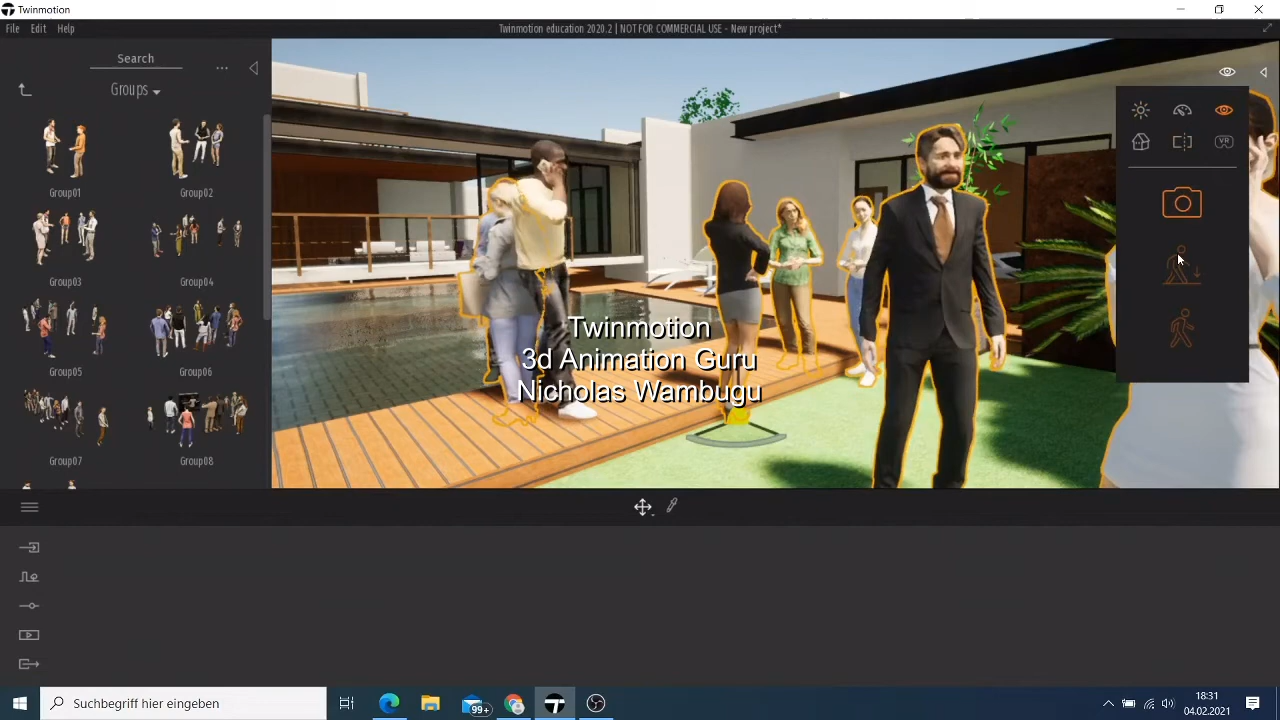 Twinmotion
File Edit Help
Twinmotion education 2020.2 | NOT FOR COMMERCIAL USE - New project*
Search
Groups
VR
Group01
Group02
Group03
Group04
Group05
Group06
Group07
Group08
Twinmotion
3d Animation Guru
Nicholas Wambugu
Suchbegriff hier eingeben
99+
18:31
04.02.2021